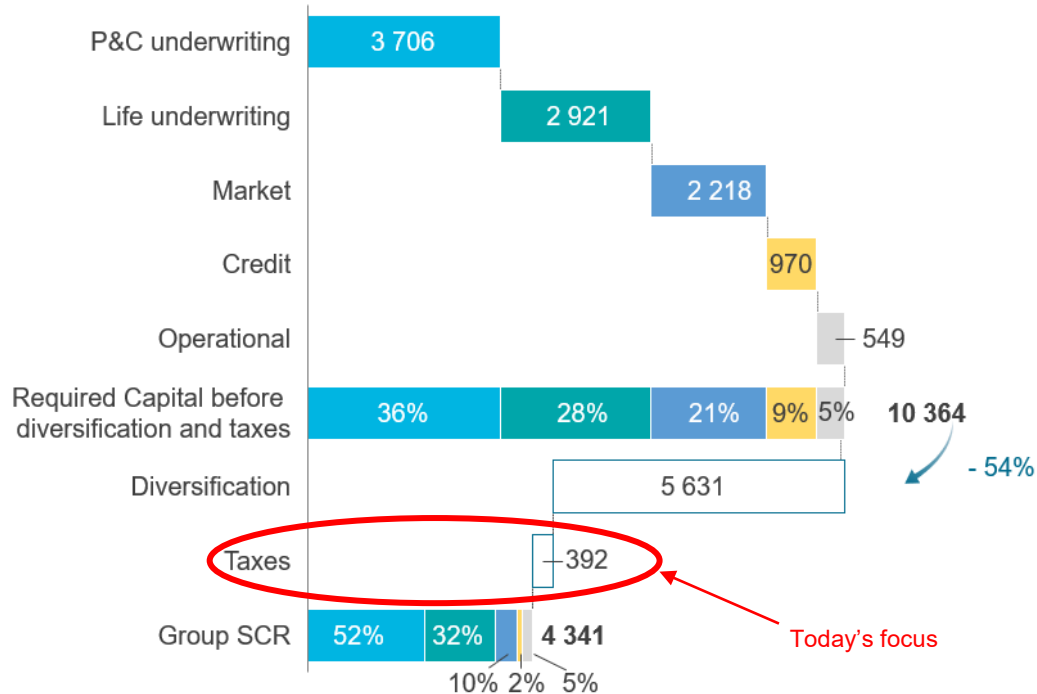 P&C underwriting
3 706
Life underwriting
2 921
Market
2 218
Credit
970
Operational
549
Required Capital before
diversification and taxes
36%
28%
21%
9%
5%
10 364
- 54%
Diversification
5 631
Taxes
392
Group SCR
52%
32%
4 341
10%
2%
5%
Today's focus